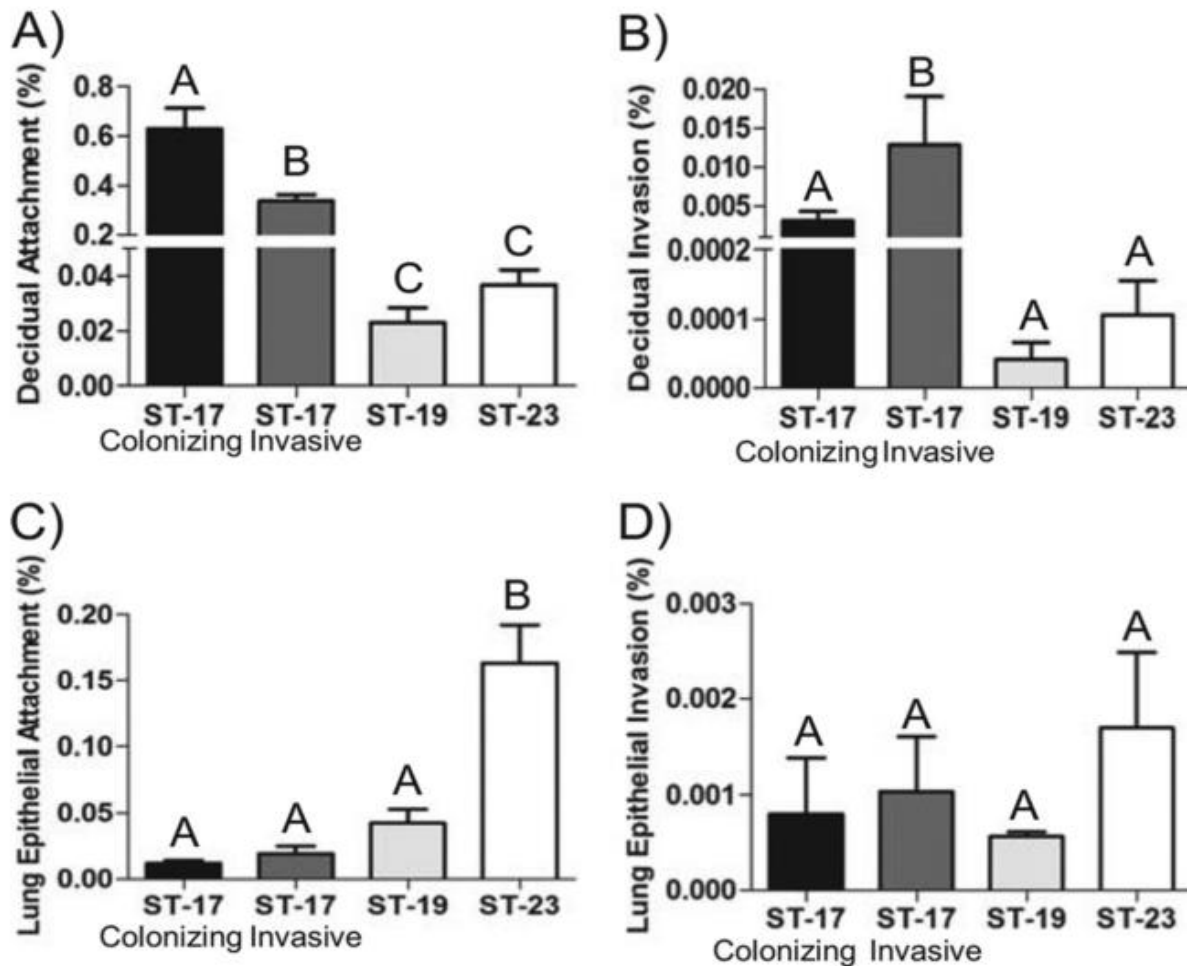 A)
Decidual Attachment (%)
0.8
0.6
0.4
0.2
0.04
0.02
0.00
A
B
C
C
ST-17 ST-17 ST-19 ST-23
Colonizing Invasive
B)
Decidual Invasion (%)
0.020
0.015
0.010
0.005
0.0002
0.0001
0.0000
A
B
A
A
ST-17 ST-17 ST-19 ST-23
Colonizing Invasive
C)
Lung Epithelial Attachment (%)
0.20
0.15
0.10
0.05
0.00
A
A
A
B
ST-17 ST-17 ST-19 ST-23
Colonizing Invasive
D)
Lung Epithelial Invasion (%)
0.003
0.002
0.001
0.000
A
A
A
A
ST-17 ST-17 ST-19 ST-23
Colonizing Invasive